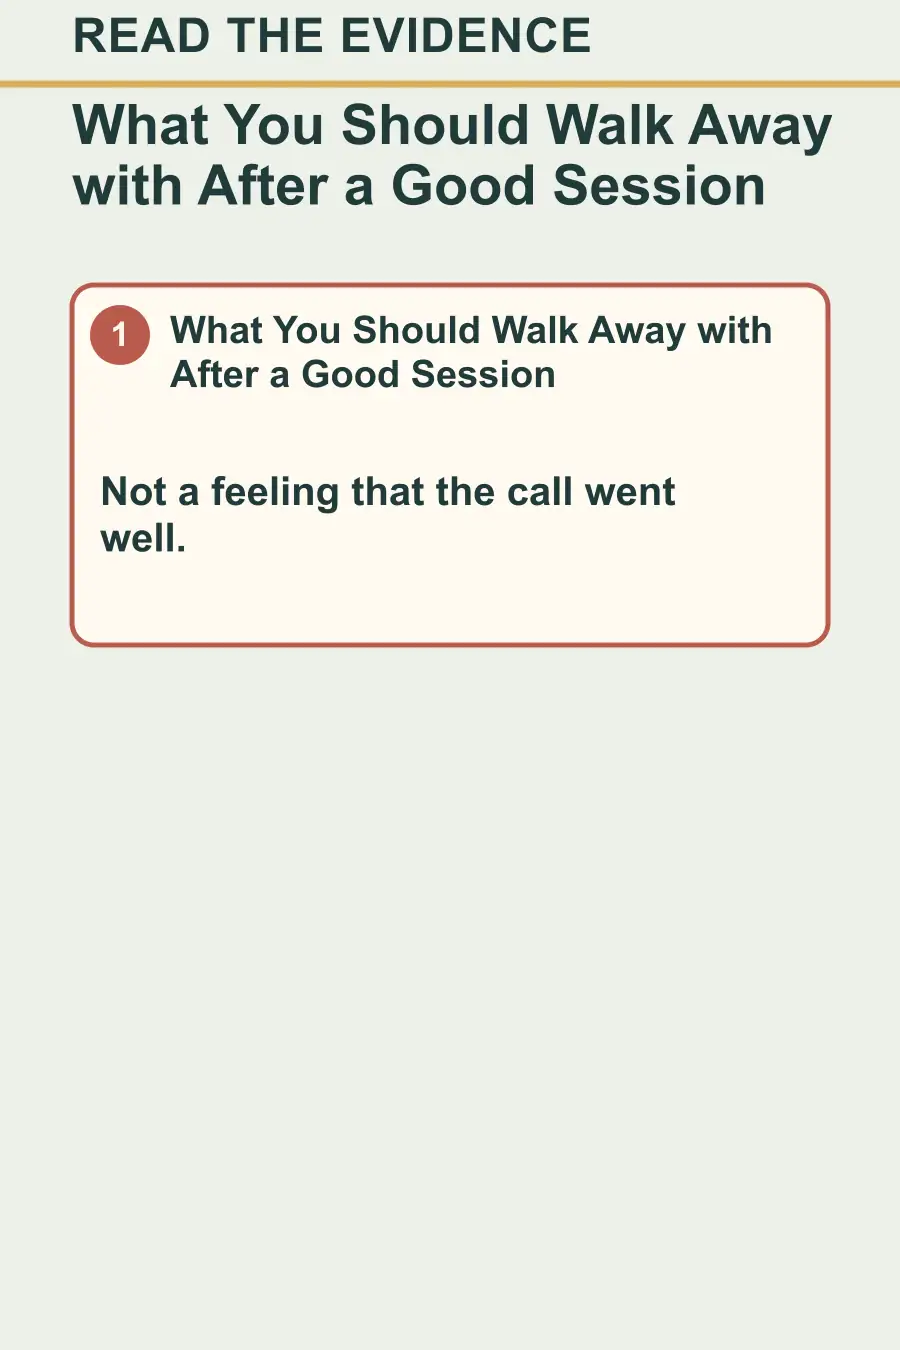 READ THE EVIDENCE
What You Should Walk Away
with After a Good Session
1
What You Should Walk Away with
After a Good Session
Not a feeling that the call went
well.